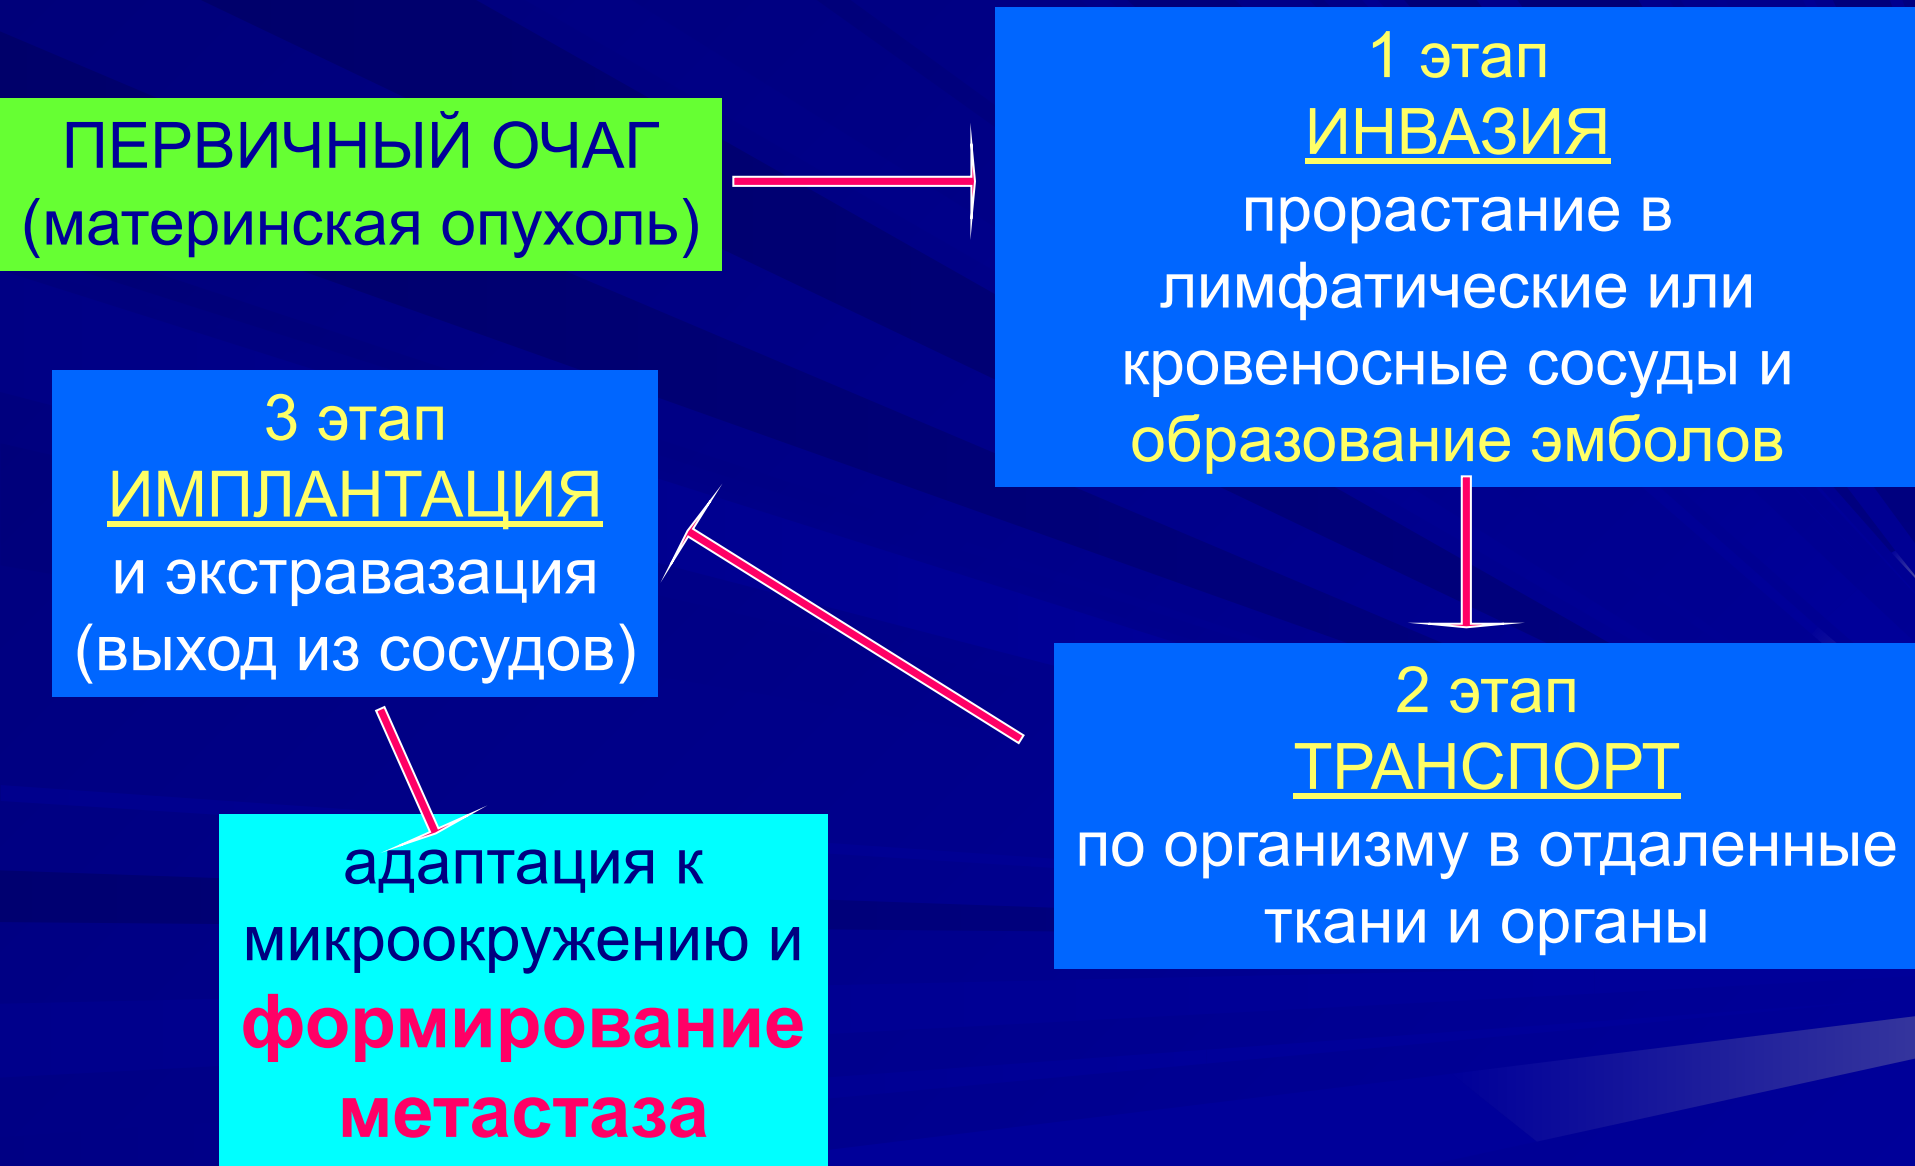 ПЕРВИЧНЫЙ ОЧАГ
(материнская опухоль)
1 этап
ИНВАЗИЯ
прорастание в
лимфатические или
кровеносные сосуды и
образование эмболов
2 этап
ТРАНСПОРТ
по организму в отдаленные
ткани и органы
3 этап
ИМПЛАНТАЦИЯ
и экстравазация
(выход из сосудов)
адаптация к
микроокружению и
формирование
метастаза